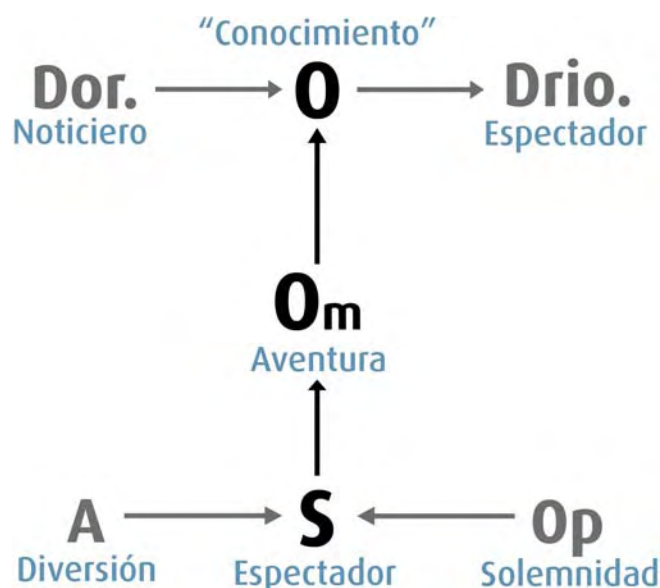 “Conocimiento”
Dor. O Drio.
Noticiero Espectador
Om
Aventura
A S Op
Diversión Espectador Solemnidad